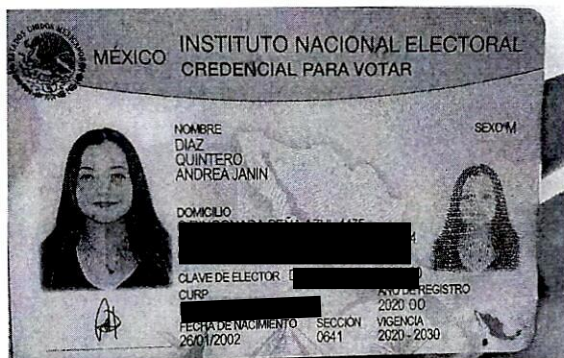 MÉXICO
INSTITUTO NACIONAL ELECTORAL
CREDENCIAL PARA VOTAR
NOMBRE
DIAZ
QUINTERO
ANDREA JANIN
SEXO M
DOMICILIO
CLAVE DE ELECTOR
CURP
AÑO DE REGISTRO
2020 00
FECHA DE NACIMIENTO
26/01/2002
SECCIÓN
0641
VIGENCIA
2020 - 2030